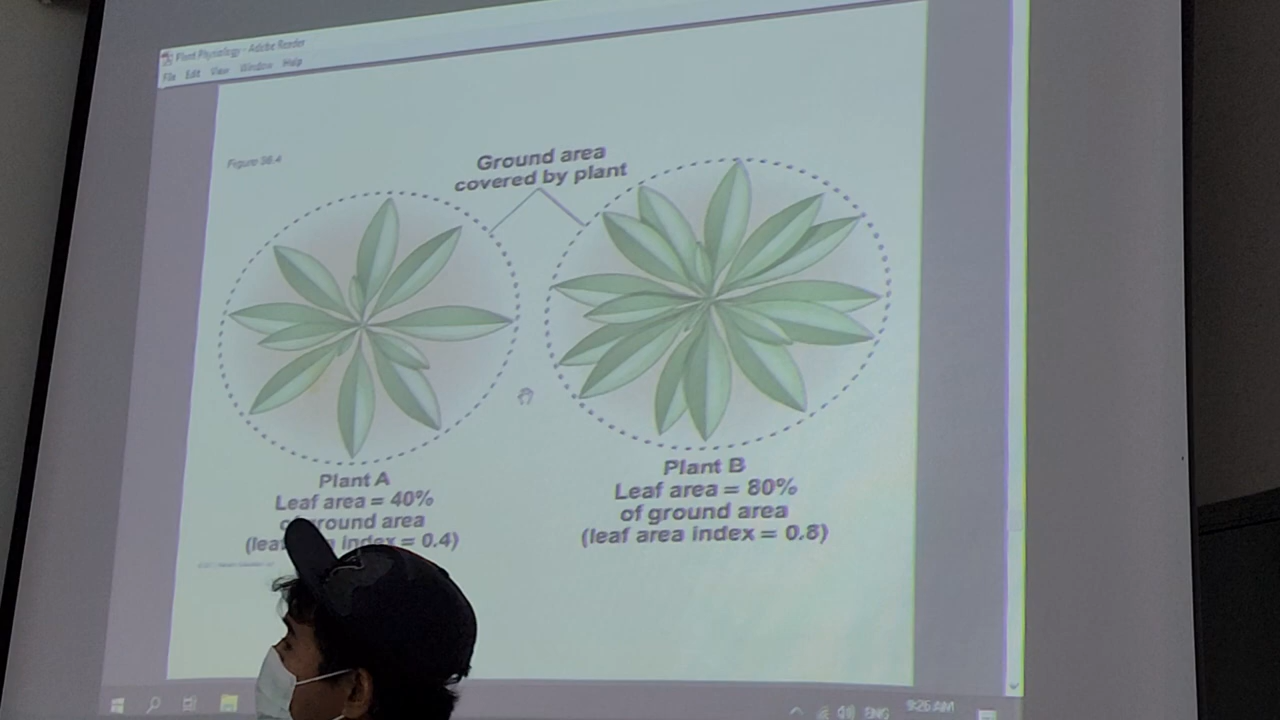 Plant Physiology - Adobe Reader
File Edit View Window Help
Figure 36.4
Ground area
covered by plant
Plant A
Leaf area = 40%
of ground area
(leaf index = 0.4)
Plant B
Leaf area = 80%
of ground area
(leaf area index = 0.8)
ENG
9:26 AM